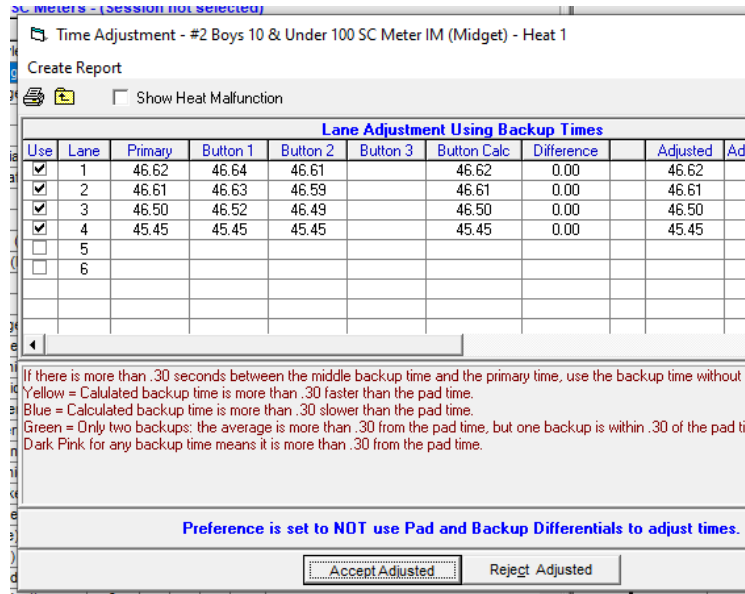 SC Meters - (Session not selected)
Time Adjustment - #2 Boys 10 & Under 100 SC Meter IM (Midget) - Heat 1
Create Report
Show Heat Malfunction
Lane Adjustment Using Backup Times
Use Lane Primary Button 1 Button 2 Button 3 Button Calc Difference Adjusted Ad
1 46.62 46.64 46.61 46.62 0.00 46.62
2 46.61 46.63 46.59 46.61 0.00 46.61
3 46.50 46.52 46.49 46.50 0.00 46.50
4 45.45 45.45 45.45 45.45 0.00 45.45
5
6
If there is more than .30 seconds between the middle backup time and the primary time, use the backup time without
Yellow = Calulated backup time is more than .30 faster than the pad time.
Blue = Calculated backup time is more than .30 slower than the pad time.
Green = Only two backups: the average is more than .30 from the pad time, but one backup is within .30 of the pad ti
Dark Pink for any backup time means it is more than .30 from the pad time.
Preference is set to NOT use Pad and Backup Differentials to adjust times.
Accept Adjusted Reject Adjusted